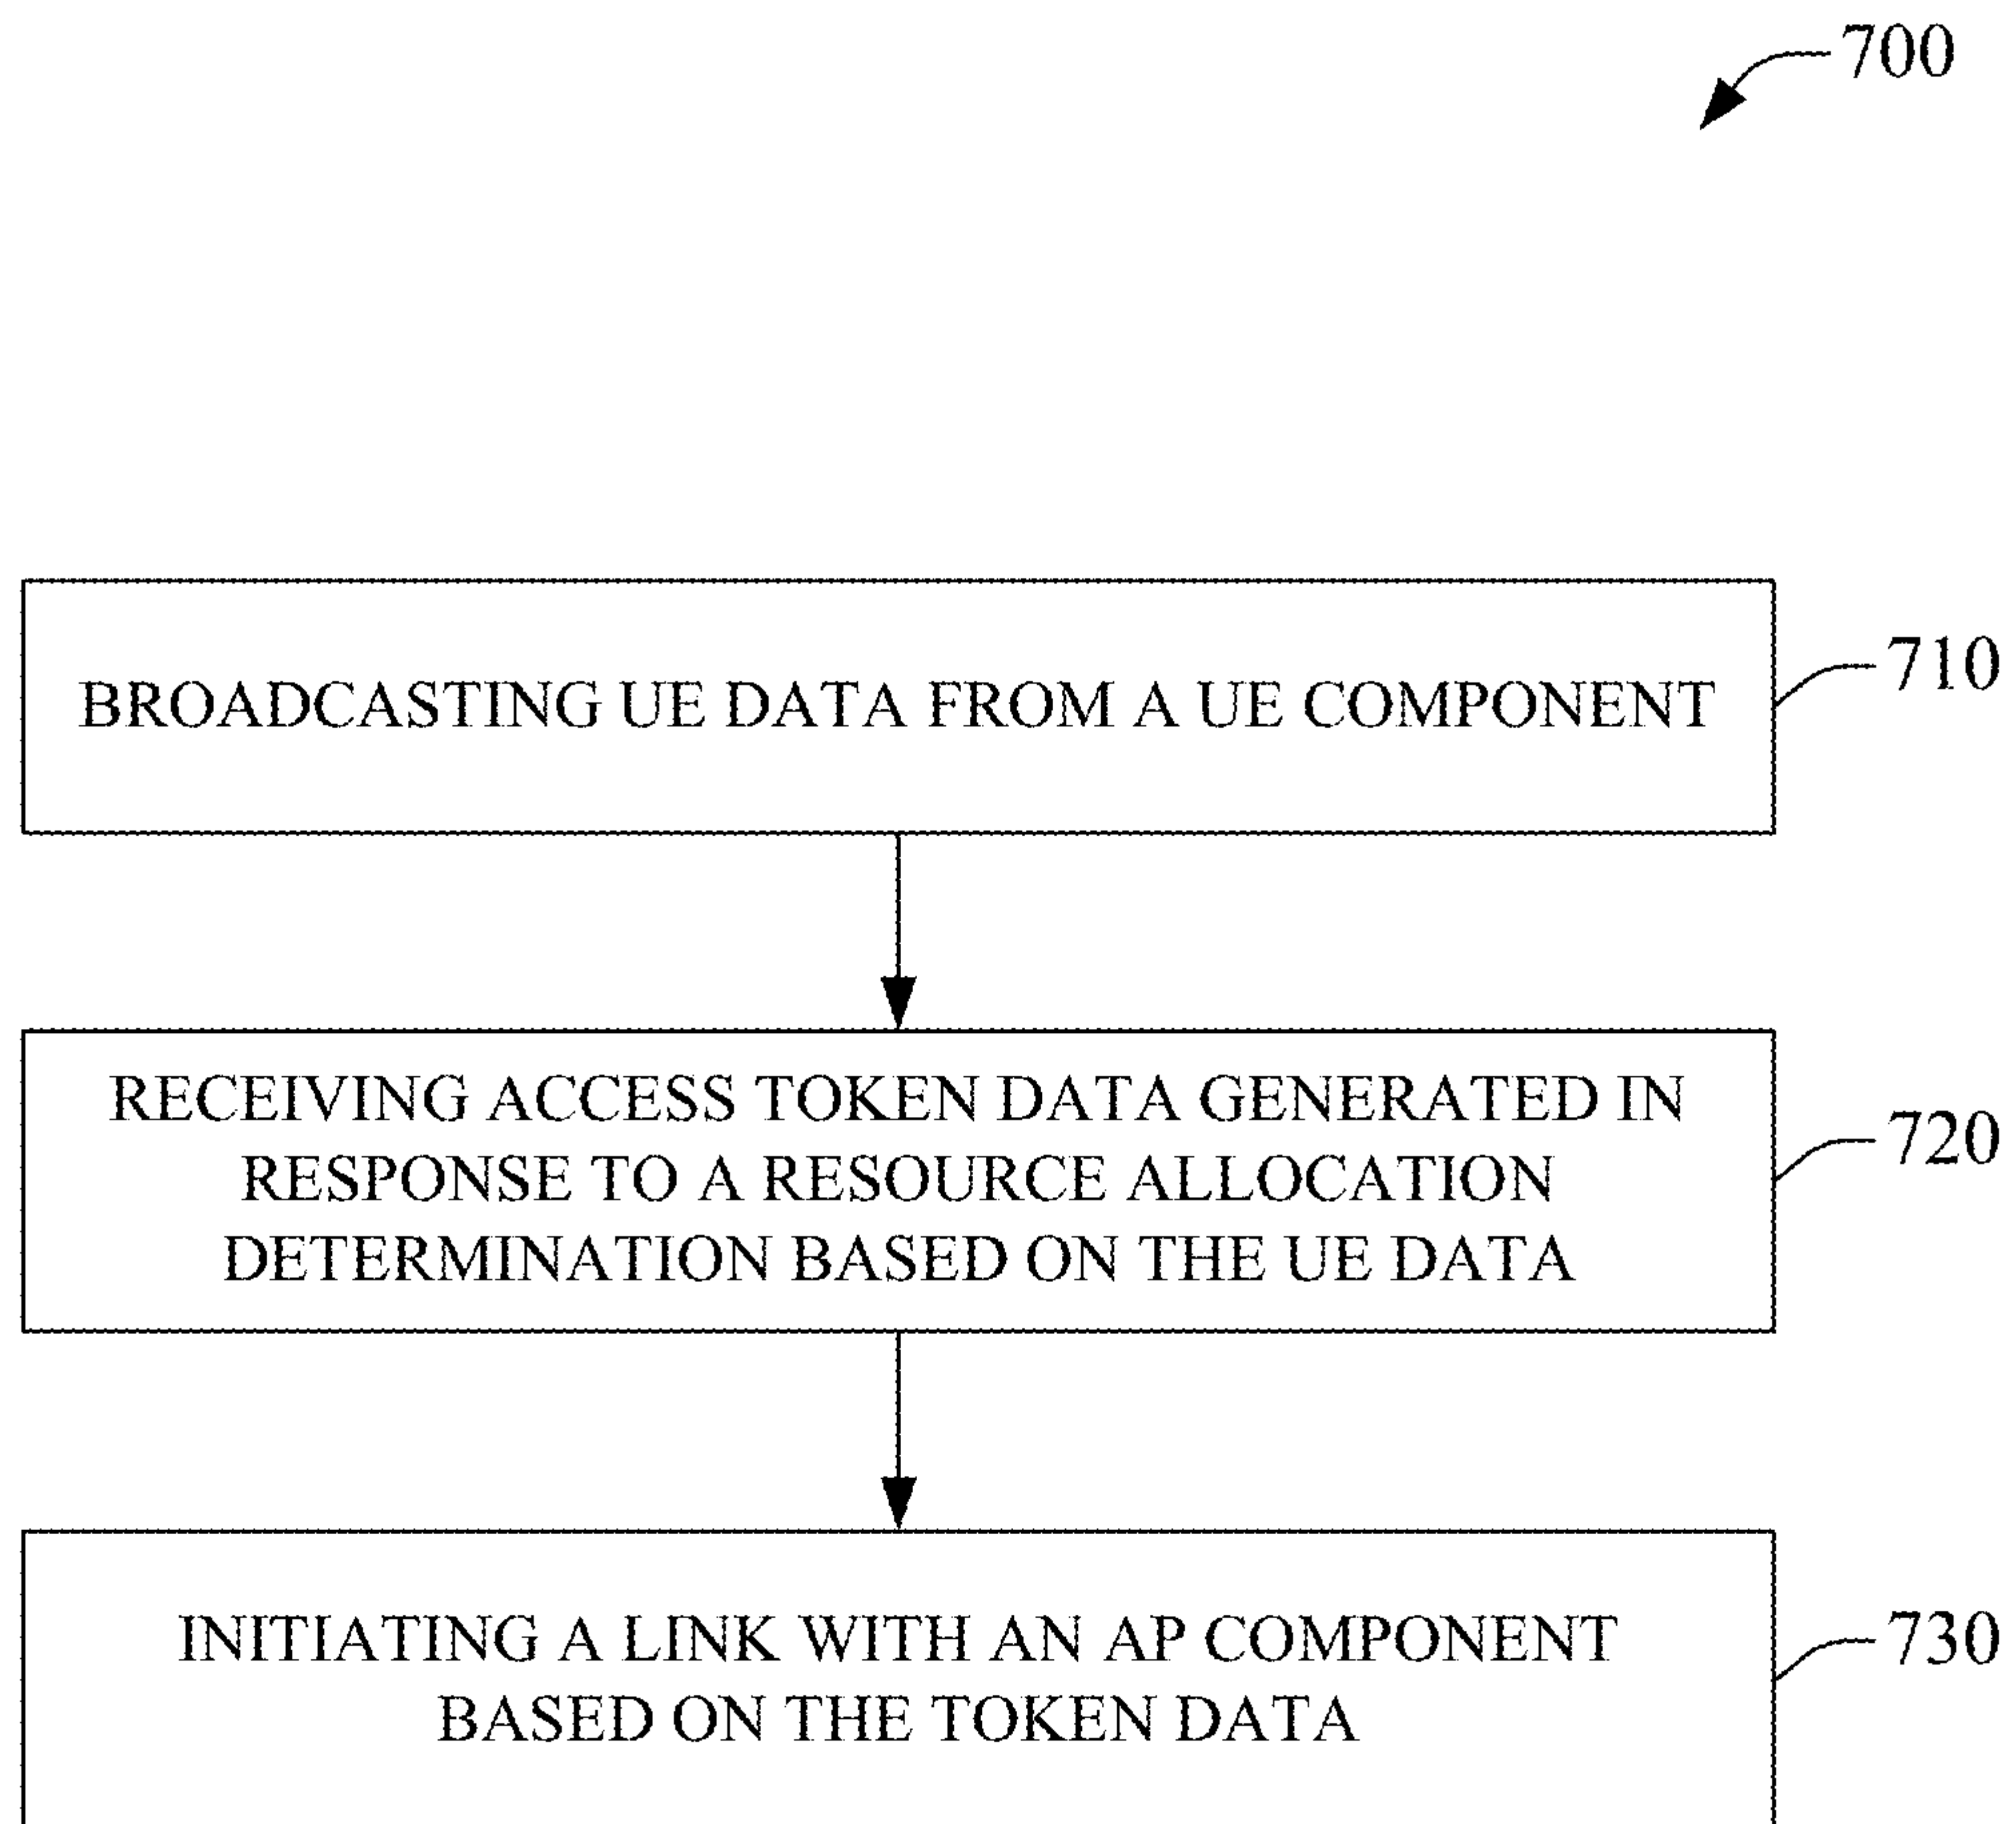 700
BROADCASTING UE DATA FROM A UE COMPONENT
710
RECEIVING ACCESS TOKEN DATA GENERATED IN
RESPONSE TO A RESOURCE ALLOCATION
DETERMINATION BASED ON THE UE DATA
720
INITIATING A LINK WITH AN AP COMPONENT
BASED ON THE TOKEN DATA
730